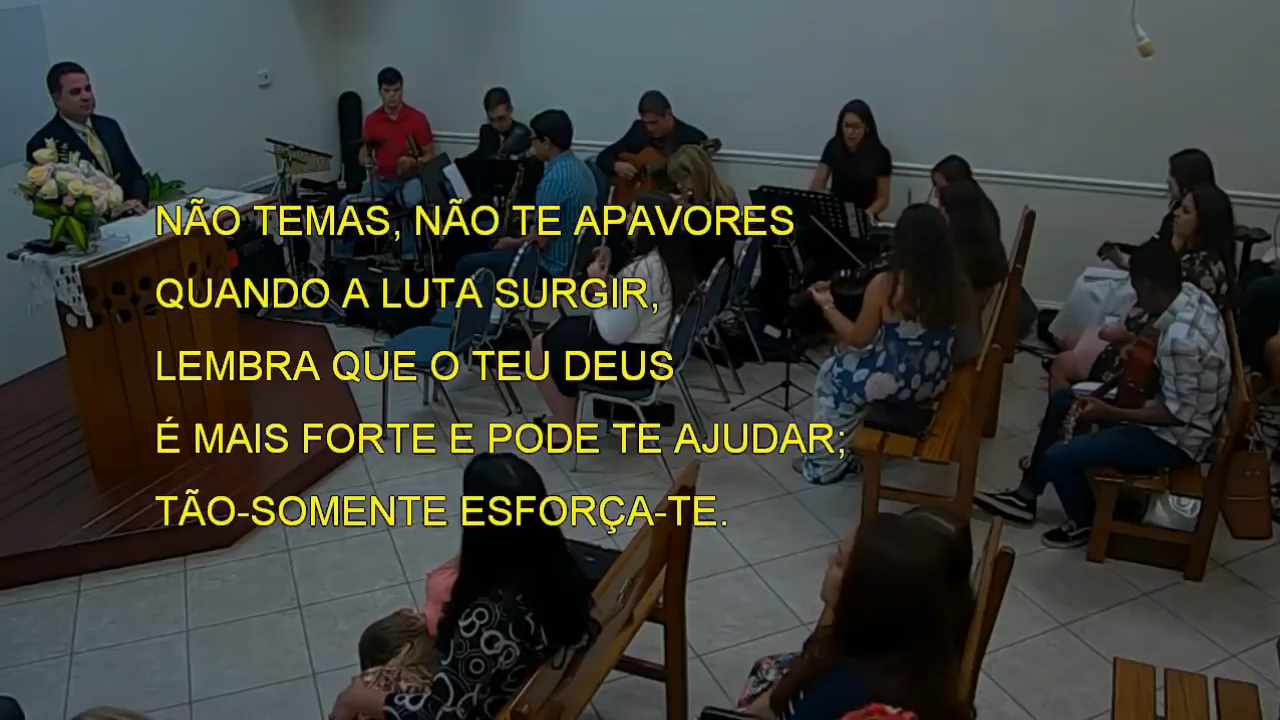 NÃO TEMAS, NÃO TE APAVORES
QUANDO A LUTA SURGIR,
LEMBRA QUE O TEU DEUS
É MAIS FORTE E PODE TE AJUDAR;
TÃO-SOMENTE ESFORÇA-TE.